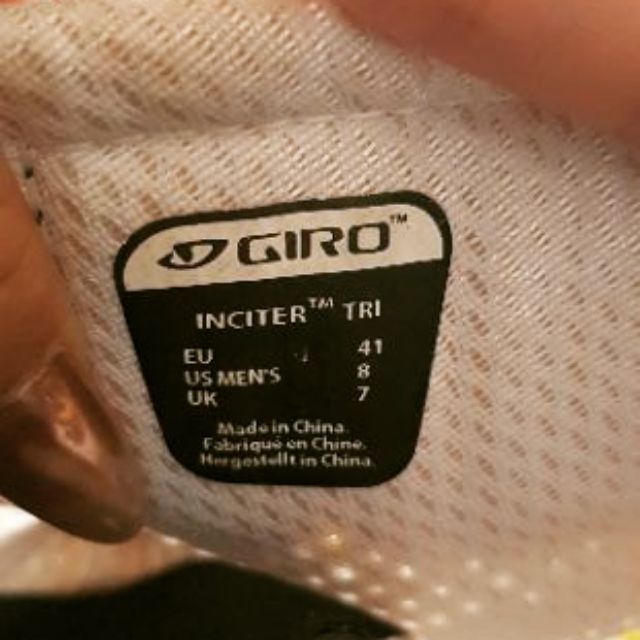 GIRO™
INCITER™ TRI
EU 41
US MEN'S 8
UK 7
Made in China.
Fabriqué en Chine.
Hergestellt in China.